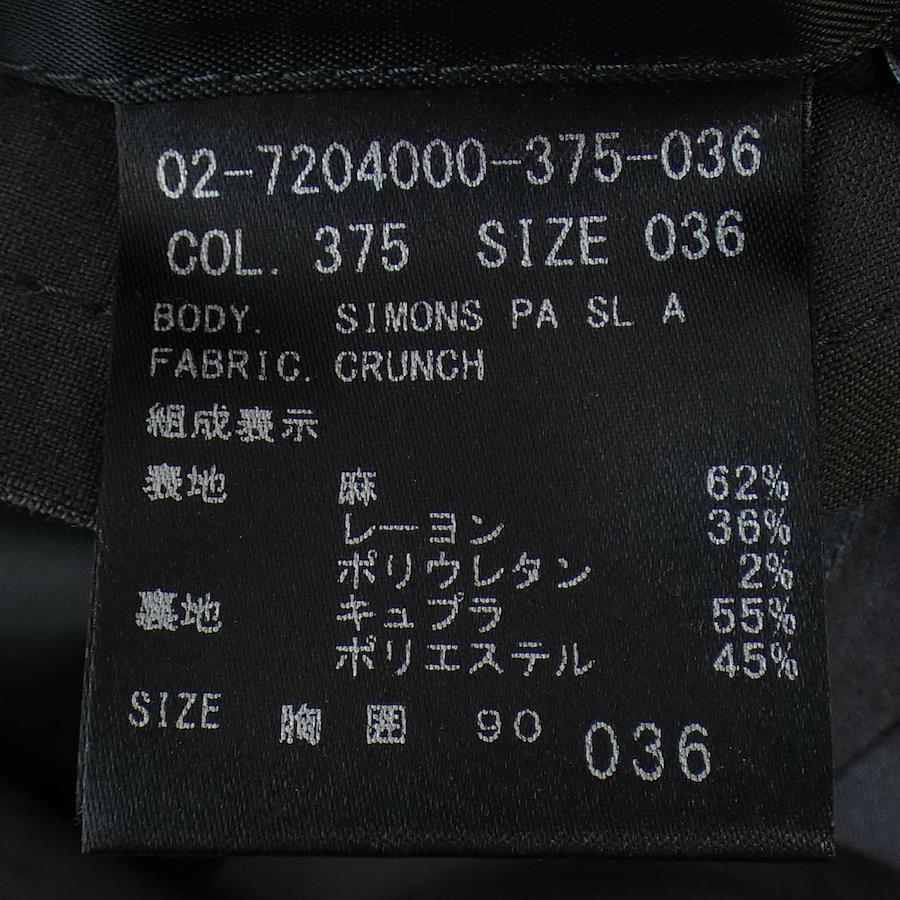 02-7204000-375-036
COL. 375 SIZE 036
BODY. SIMONS PA SL A
FABRIC. CRUNCH
組成表示
表地 麻 62%
レーヨン 36%
ポリウレタン 2%
裏地 キュプラ 55%
ポリエステル 45%
SIZE 胸囲 90 036